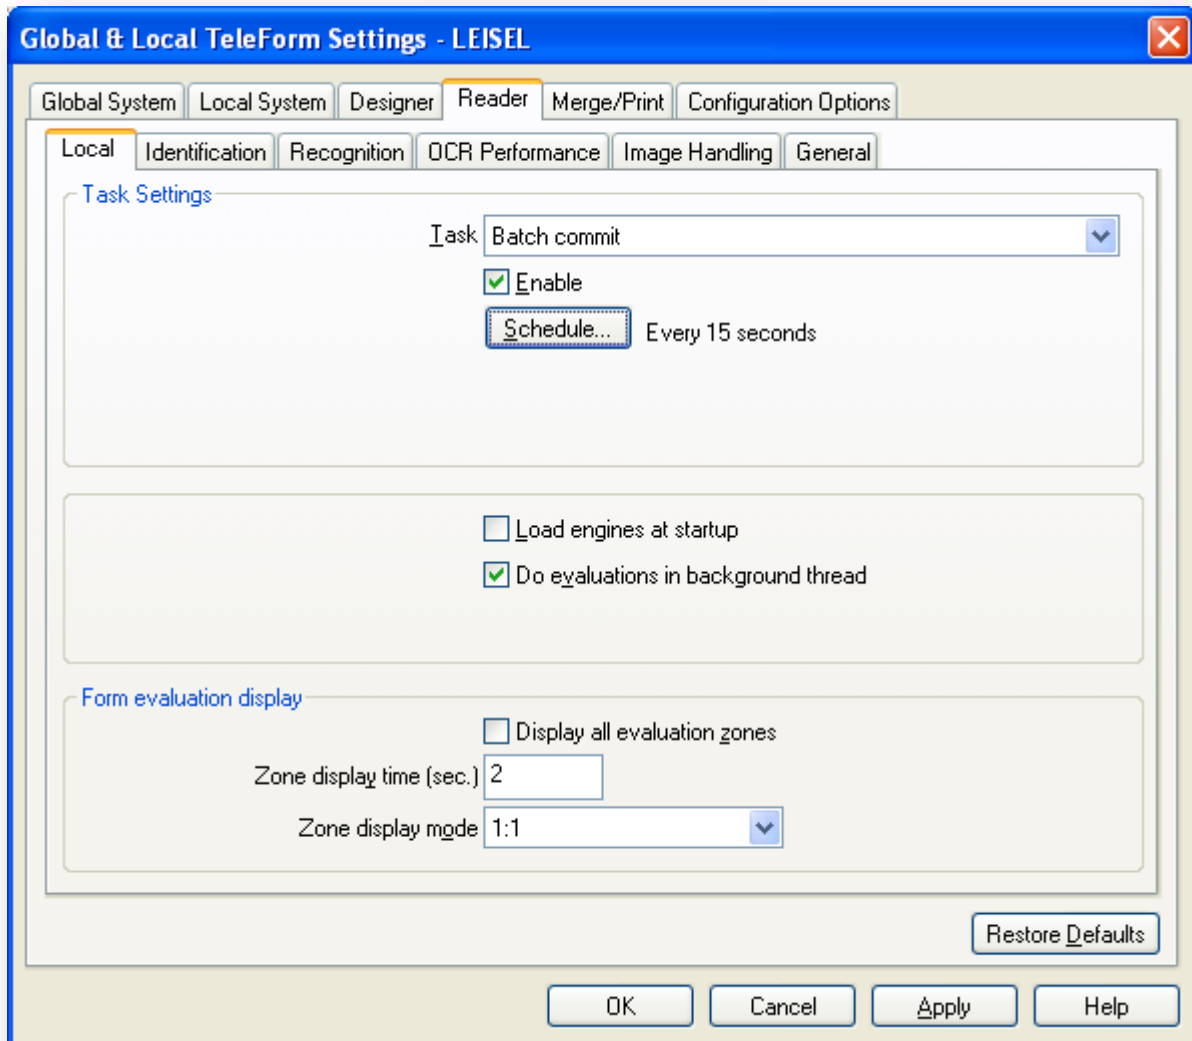 Global & Local TeleForm Settings - LEISEL
Global System Local System Designer Reader Merge/Print Configuration Options
Local Identification Recognition OCR Performance Image Handling General
Task Settings
Task Batch commit
Enable
Schedule... Every 15 seconds
Load engines at startup
Do evaluations in background thread
Form evaluation display
Display all evaluation zones
Zone display time (sec.) 2
Zone display mode 1:1
Restore Defaults
OK Cancel Apply Help